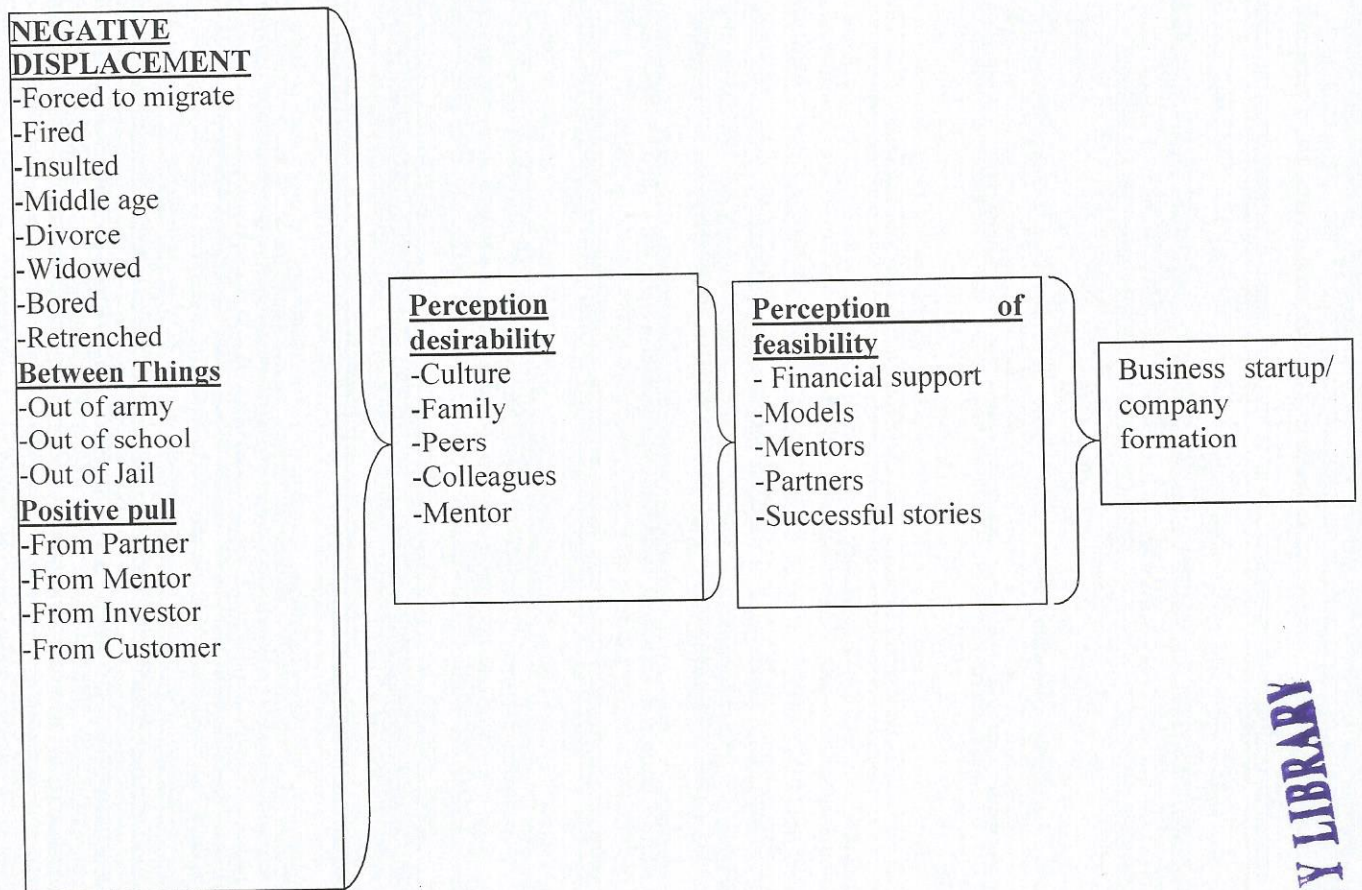 NEGATIVE
DISPLACEMENT
-Forced to migrate
-Fired
-Insulted
-Middle age
-Divorce
-Widowed
-Bored
-Retrenched
Between Things
-Out of army
-Out of school
-Out of Jail
Positive pull
-From Partner
-From Mentor
-From Investor
-From Customer
Perception
desirability
-Culture
-Family
-Peers
-Colleagues
-Mentor
Perception of
feasibility
- Financial support
-Models
-Mentors
-Partners
-Successful stories
Business startup/
company
formation
Y LIBRARY